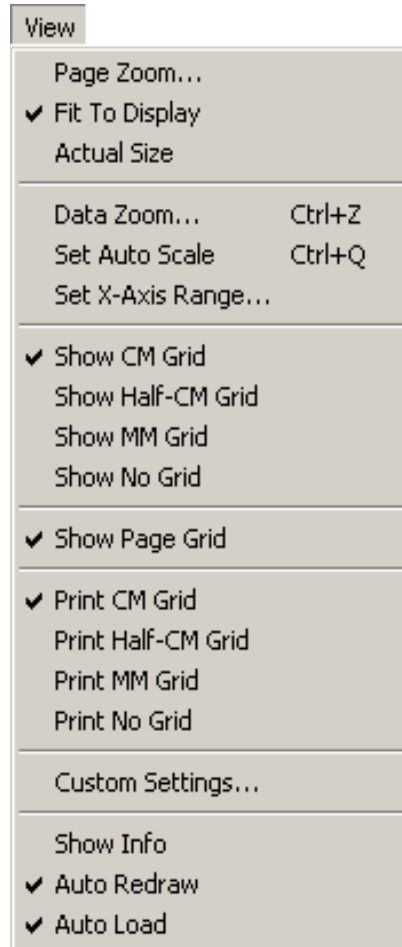 View
Page Zoom...
Fit To Display
Actual Size
Data Zoom... Ctrl+Z
Set Auto Scale Ctrl+Q
Set X-Axis Range...
Show CM Grid
Show Half-CM Grid
Show MM Grid
Show No Grid
Show Page Grid
Print CM Grid
Print Half-CM Grid
Print MM Grid
Print No Grid
Custom Settings...
Show Info
Auto Redraw
Auto Load